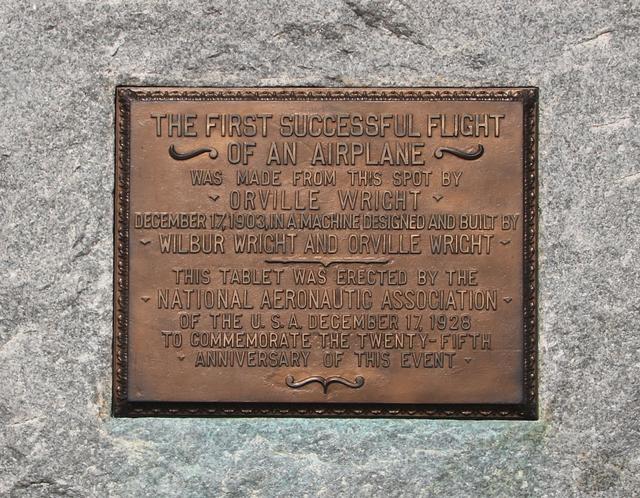 THE FIRST SUCCESSFUL FLIGHT
OF AN AIRPLANE
WAS MADE FROM THIS SPOT BY
ORVILLE WRIGHT
DECEMBER 17, 1903, IN A MACHINE DESIGNED AND BUILT BY
WILBUR WRIGHT AND ORVILLE WRIGHT
THIS TABLET WAS ERECTED BY THE
NATIONAL AERONAUTIC ASSOCIATION
OF THE U.S.A. DECEMBER 17, 1928
TO COMMEMORATE THE TWENTY-FIFTH
ANNIVERSARY OF THIS EVENT